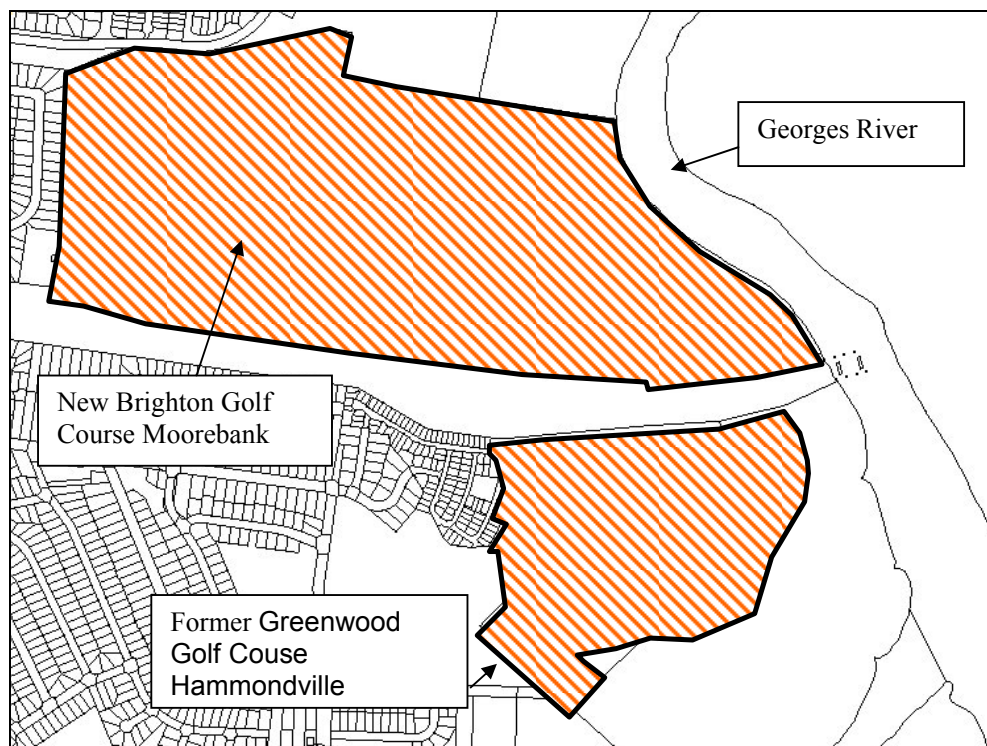 Georges River
New Brighton Golf
Course Moorebank
Former Greenwood
Golf Couse
Hammondville